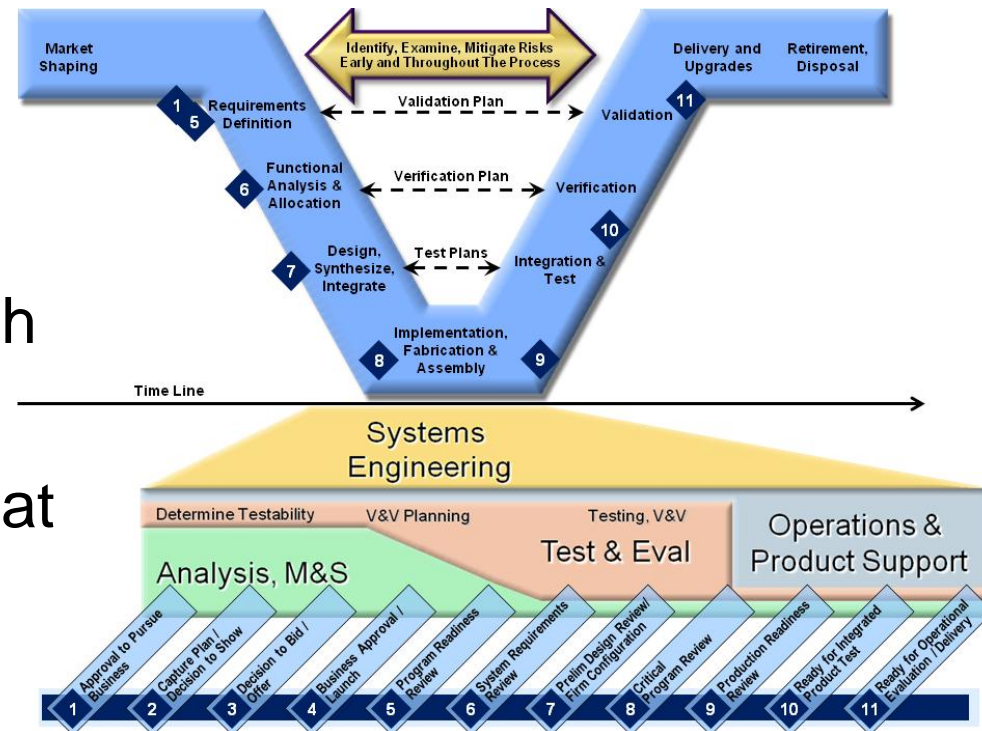 Market
Shaping
Identify, Examine, Mitigate Risks
Early and Throughout The Process
Delivery and
Upgrades
Retirement,
Disposal
1
5
Requirements
Definition
Validation Plan
Validation
11
6
Functional
Analysis &
Allocation
Verification Plan
Verification
10
7
Design,
Synthesize,
Integrate
Test Plans
Integration &
Test
h
8
Implementation,
Fabrication &
Assembly
9
Time Line
Systems
Engineering
at
Determine Testability
V&V Planning
Testing, V&V
Analysis, M&S
Test & Eval
Operations &
Product Support
Approval to Pursue
Business
Capture Plan /
Decision to Show
Decision to Bid /
Offer
Business Approval /
Launch
Program Readiness
Review
System Requirements
Review
Prelim Design Review/
Firm Configuration
Critical
Program Review
Production Readiness
Review
Ready for Integrated
Product Test
Ready for Operational
Evaluation / Delivery
1 2 3 4 5 6 7 8 9 10 11